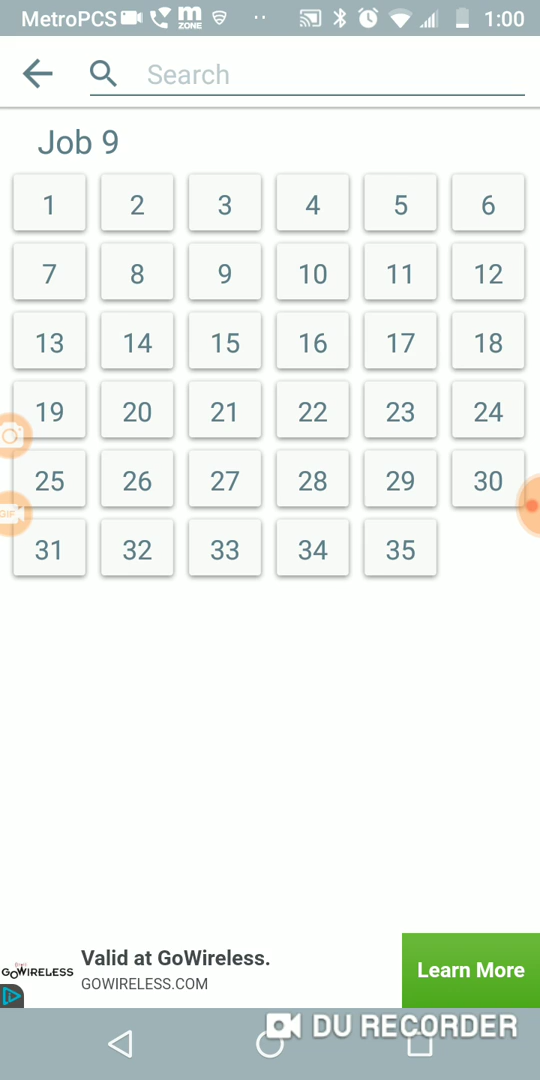 MetroPCS m ZONE 1:00
Search
Job 9
1 2 3 4 5 6
7 8 9 10 11 12
13 14 15 16 17 18
19 20 21 22 23 24
25 26 27 28 29 30
GIF
31 32 33 34 35
Valid at GoWireless.
GOWIRELESS
GOWIRELESS.COM
Learn More
DU RECORDER